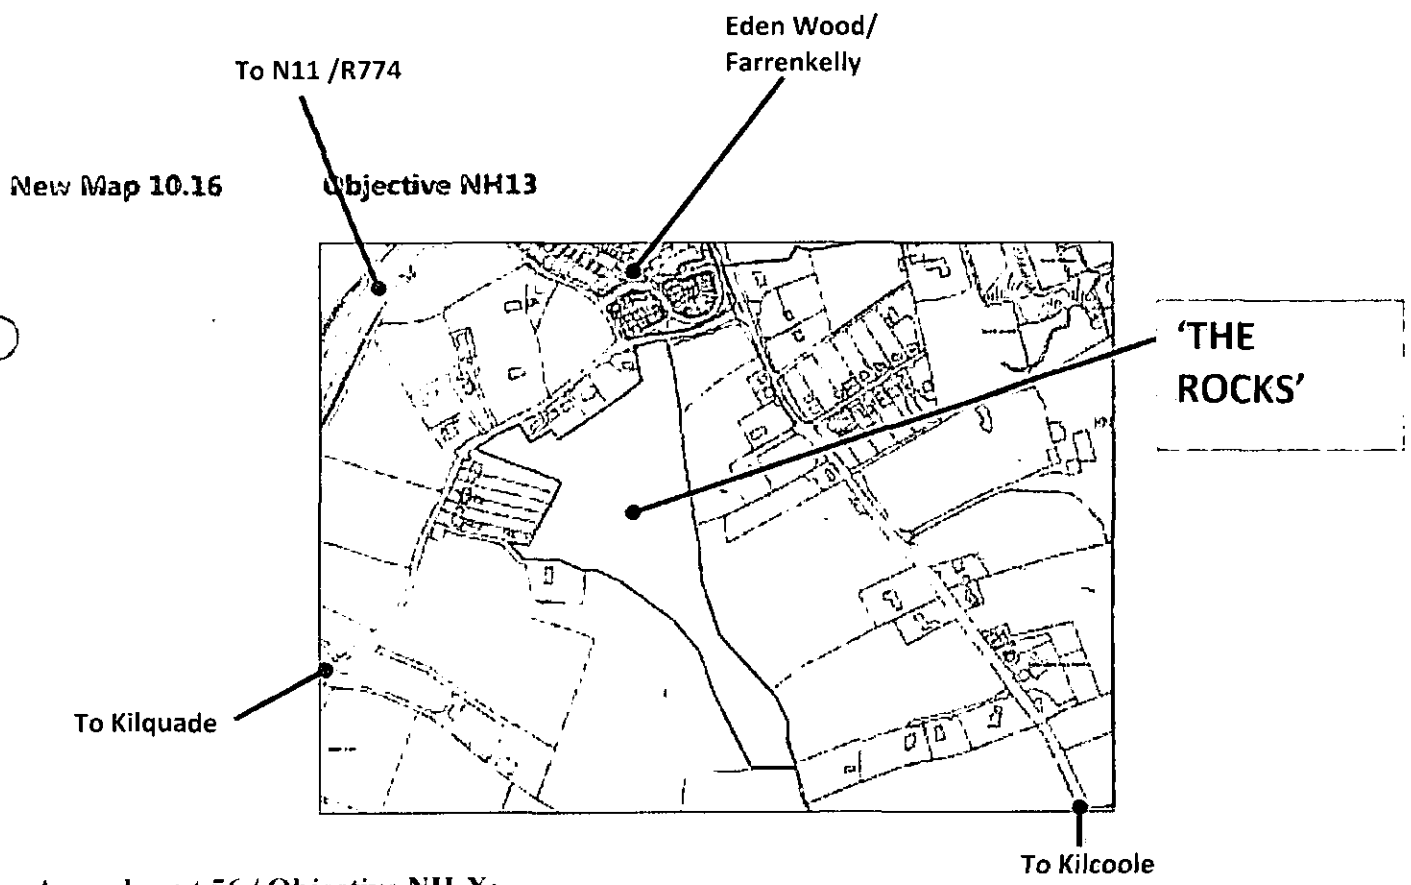 Eden Wood/
Farrenkelly
To N11 /R774
New Map 10.16 Objective NH13
'THE
ROCKS'
To Kilquade
To Kilcoole